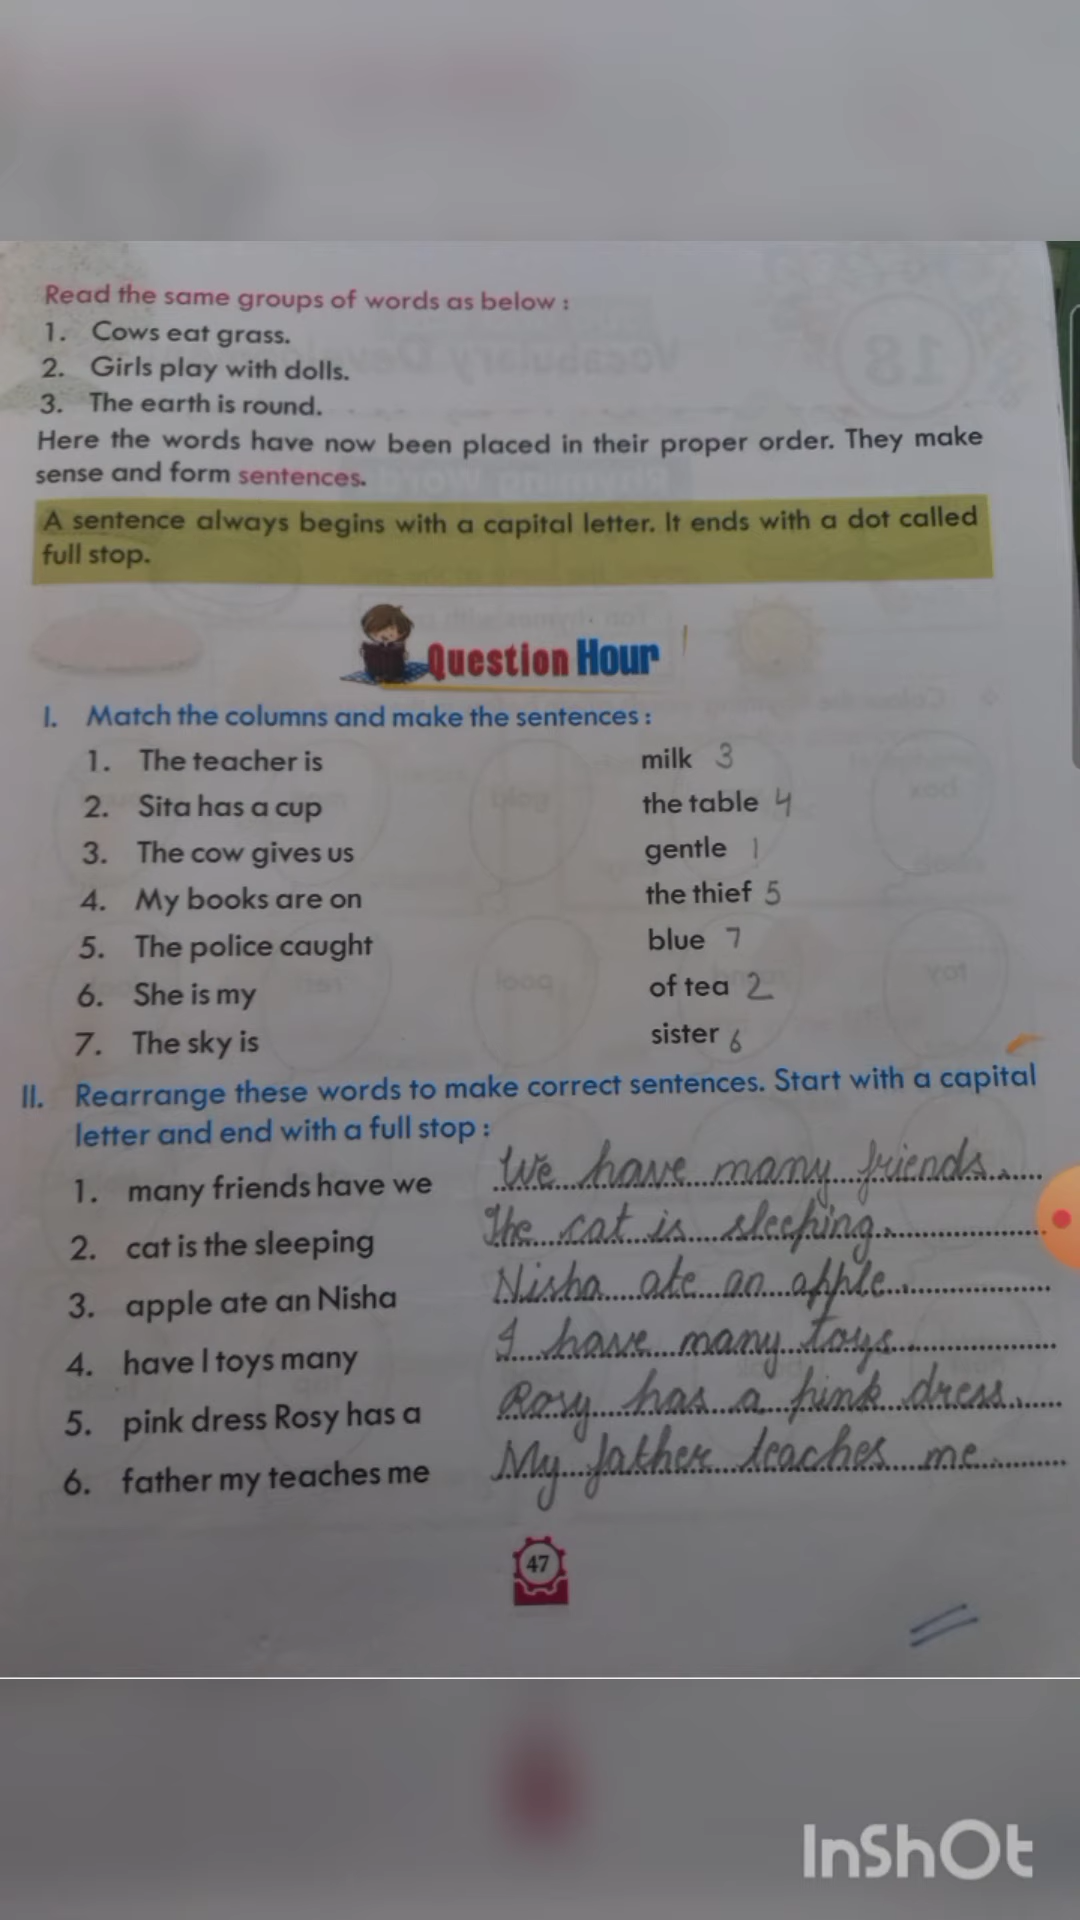 Read the same groups of words as below :
1. Cows eat grass.
2. Girls play with dolls.
3. The earth is round.
Here the words have now been placed in their proper order. They make
sense and form sentences.
A sentence always begins with a capital letter. It ends with a dot called
full stop.
Question Hour
I. Match the columns and make the sentences :
1. The teacher is milk 3
2. Sita has a cup the table 4
3. The cow gives us gentle 1
4. My books are on the thief 5
5. The police caught blue 7
6. She is my of tea 2
7. The sky is sister 6
II. Rearrange these words to make correct sentences. Start with a capital
letter and end with a full stop :
1. many friends have we We have many friends.
2. cat is the sleeping The cat is sleeping.
3. apple ate an Nisha Nisha ate an apple.
4. have I toys many I have many toys
5. pink dress Rosy has a Rosy has a pink dress.
6. father my teaches me My father teaches me.
47
InShOt